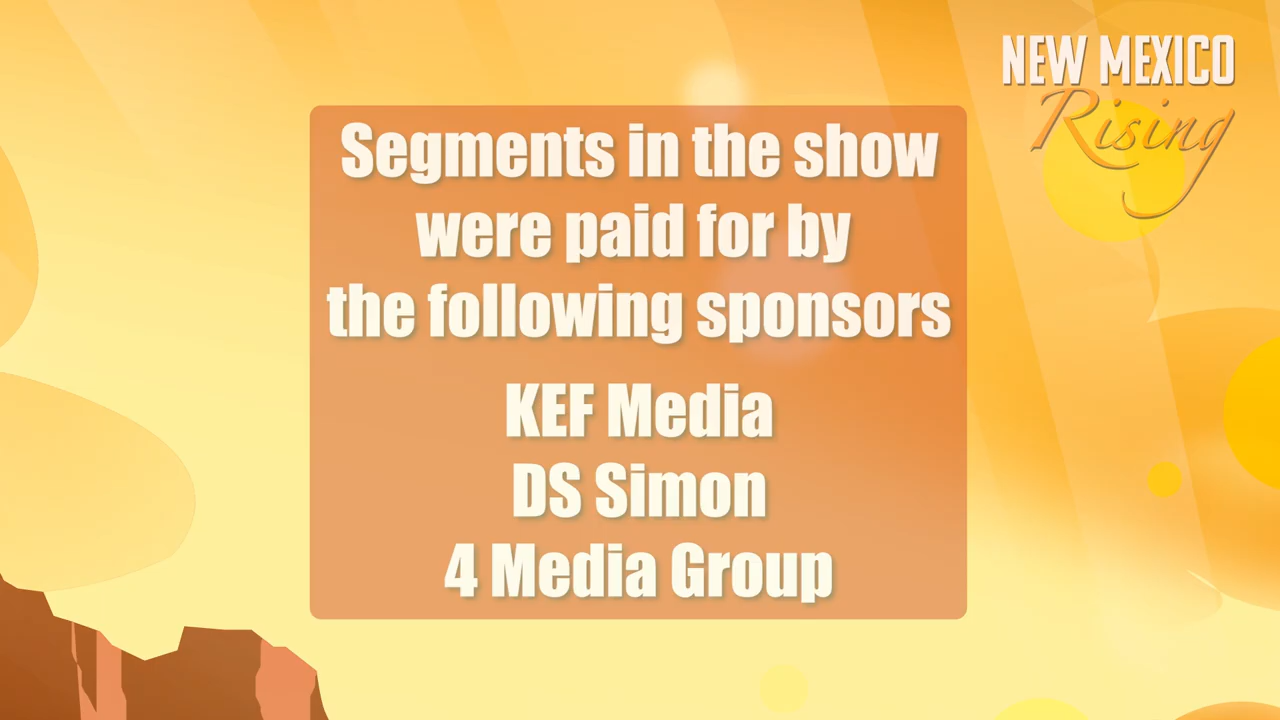 NEW MEXICO
Rising
Segments in the show
were paid for by
the following sponsors
KEF Media
DS Simon
4 Media Group